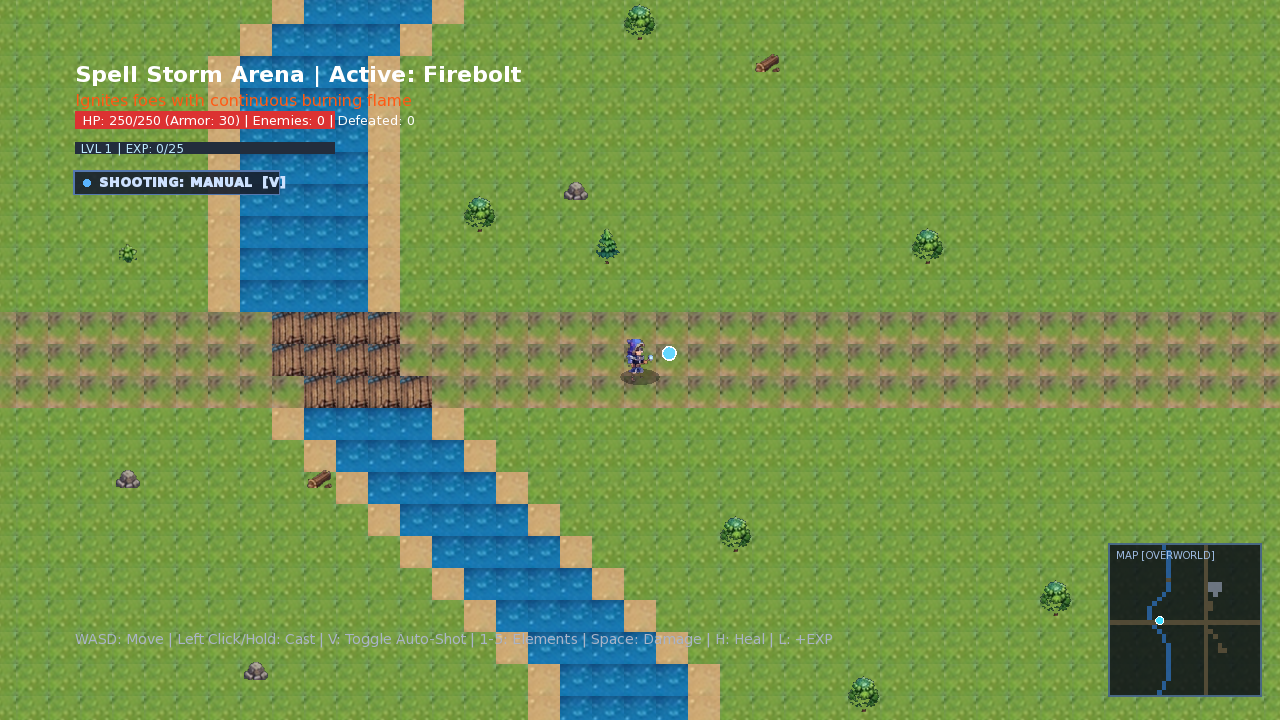 Spell Storm Arena | Active: Firebolt
Ignites foes with continuous burning flame
HP: 250/250 (Armor: 30) | Enemies: 0 | Defeated: 0
LVL 1 | EXP: 0/25
SHOOTING: MANUAL [V]
MAP [OVERWORLD]
WASD: Move | Left Click/Hold: Cast | V: Toggle Auto-Shot | Elements | Space: Damage | H: Heal | L: +EXP